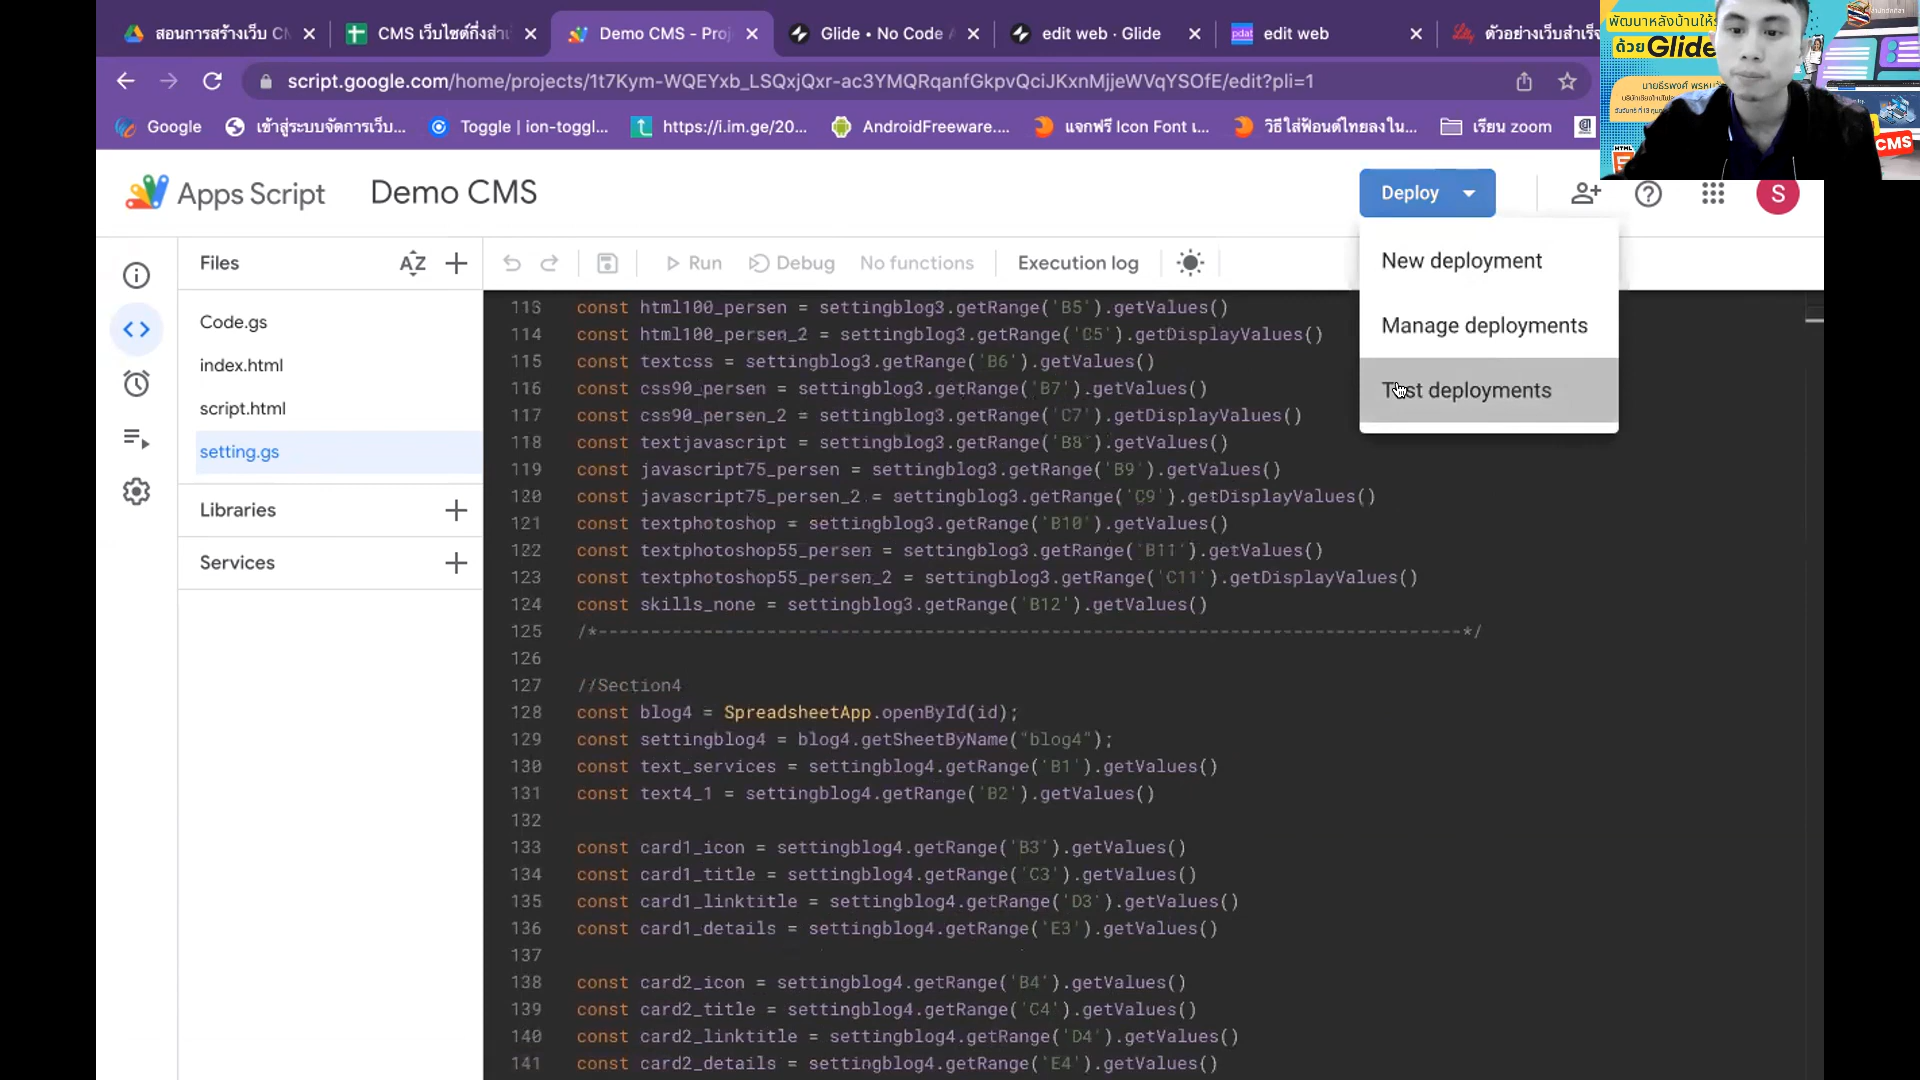 สอนการสร้างเว็บ CM
CMS เว็บไซต์กึ่งสำเ
Demo CMS - Proj
Glide • No Code A
edit web · Glide
pdat edit web
ตัวอย่างเว็บสำเร็จ
script.google.com/home/projects/1t7Kym-WQEYxb_LSQxjQxr-ac3YMQRqanfGkpvQciJKxnMjjeWVqYSOfE/edit?pli=1
Google
เข้าสู่ระบบจัดการเว็บ...
Toggle | ion-toggl...
https://i.im.ge/20...
AndroidFreeware....
แจกฟรี Icon Font เ...
วิธีใส่ฟ้อนต์ไทยลงใน...
เรียน zoom
พัฒนาหลังบ้านให้
ด้วยGlide
HTML
CMS
Apps Script
Demo CMS
Deploy
S
New deployment
Manage deployments
Test deployments
Files
Code.gs
index.html
script.html
setting.gs
Libraries
Services
Run
Debug
No functions
Execution log
113 const html100_persen = settingblog3.getRange('B5').getValues()
114 const html100_persen_2 = settingblog3.getRange('C5').getDisplayValues()
115 const textcss = settingblog3.getRange('B6').getValues()
116 const css90_persen = settingblog3.getRange('B7').getValues()
117 const css90_persen_2 = settingblog3.getRange('C7').getDisplayValues()
118 const textjavascript = settingblog3.getRange('B8').getValues()
119 const javascript75_persen = settingblog3.getRange('B9').getValues()
120 const javascript75_persen_2 = settingblog3.getRange('C9').getDisplayValues()
121 const textphotoshop = settingblog3.getRange('B10').getValues()
122 const textphotoshop55_persen = settingblog3.getRange('B11').getValues()
123 const textphotoshop55_persen_2 = settingblog3.getRange('C11').getDisplayValues()
124 const skills_none = settingblog3.getRange('B12').getValues()
125 /*----------------------------------------------------------------------------------*/
126
127 //Section4
128 const blog4 = SpreadsheetApp.openById(id);
129 const settingblog4 = blog4.getSheetByName("blog4");
130 const text_services = settingblog4.getRange('B1').getValues()
131 const text4_1 = settingblog4.getRange('B2').getValues()
132
133 const card1_icon = settingblog4.getRange('B3').getValues()
134 const card1_title = settingblog4.getRange('C3').getValues()
135 const card1_linktitle = settingblog4.getRange('D3').getValues()
136 const card1_details = settingblog4.getRange('E3').getValues()
137
138 const card2_icon = settingblog4.getRange('B4').getValues()
139 const card2_title = settingblog4.getRange('C4').getValues()
140 const card2_linktitle = settingblog4.getRange('D4').getValues()
141 const card2_details = settingblog4.getRange('E4').getValues()